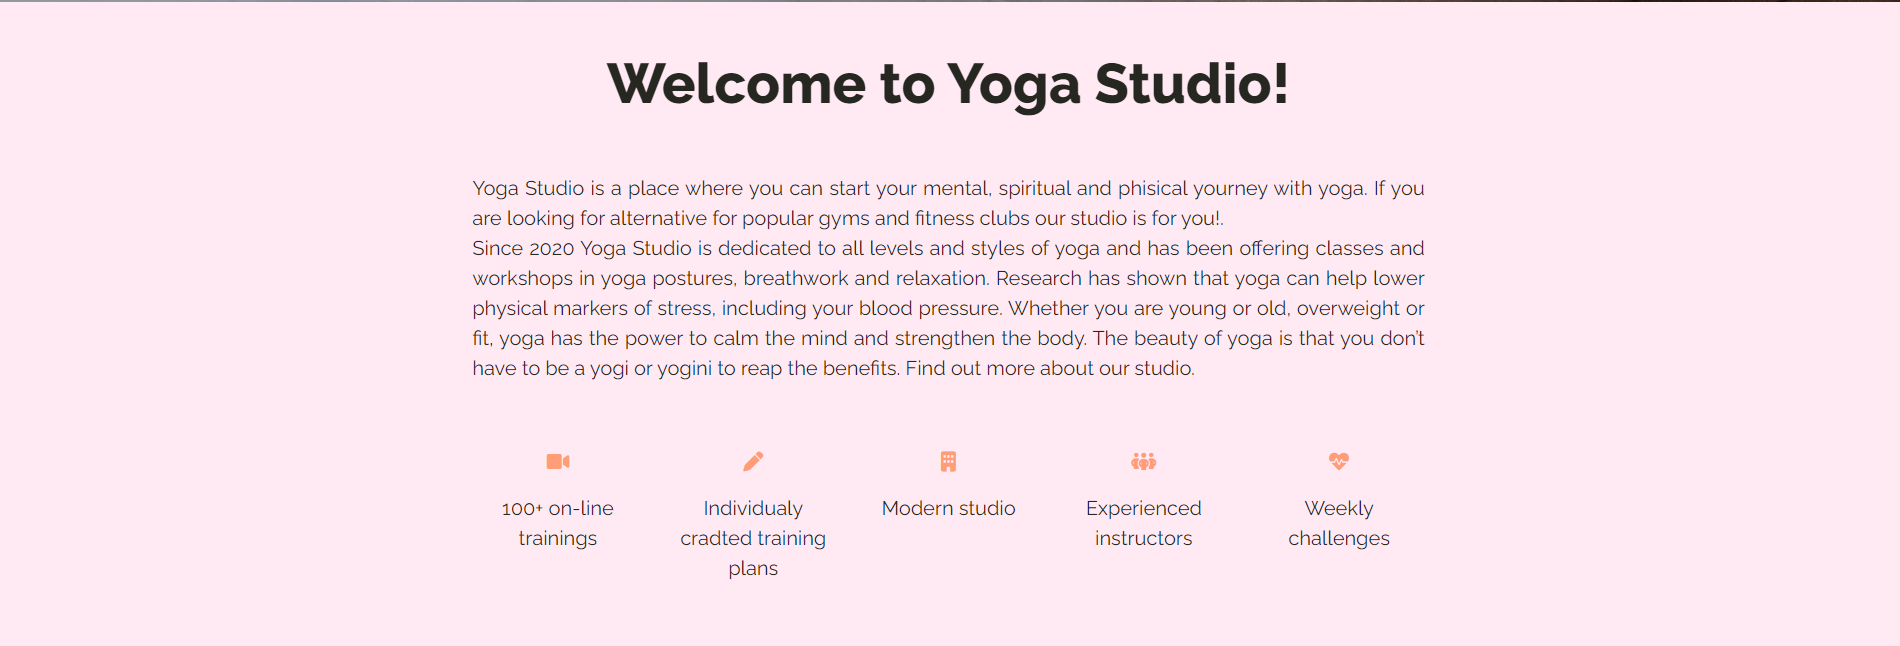 Welcome to Yoga Studio!
Yoga Studio is a place where you can start your mental, spiritual and phisical yourney with yoga. If you
are looking for alternative for popular gyms and fitness clubs our studio is for you!.
Since 2020 Yoga Studio is dedicated to all levels and styles of yoga and has been offering classes and
workshops in yoga postures, breathwork and relaxation. Research has shown that yoga can help lower
physical markers of stress, including your blood pressure. Whether you are young or old, overweight or
fit, yoga has the power to calm the mind and strengthen the body. The beauty of yoga is that you don't
have to be a yogi or yogini to reap the benefits. Find out more about our studio.
100+ on-line
trainings
Individualy
cradted training
plans
Modern studio
Experienced
instructors
Weekly
challenges